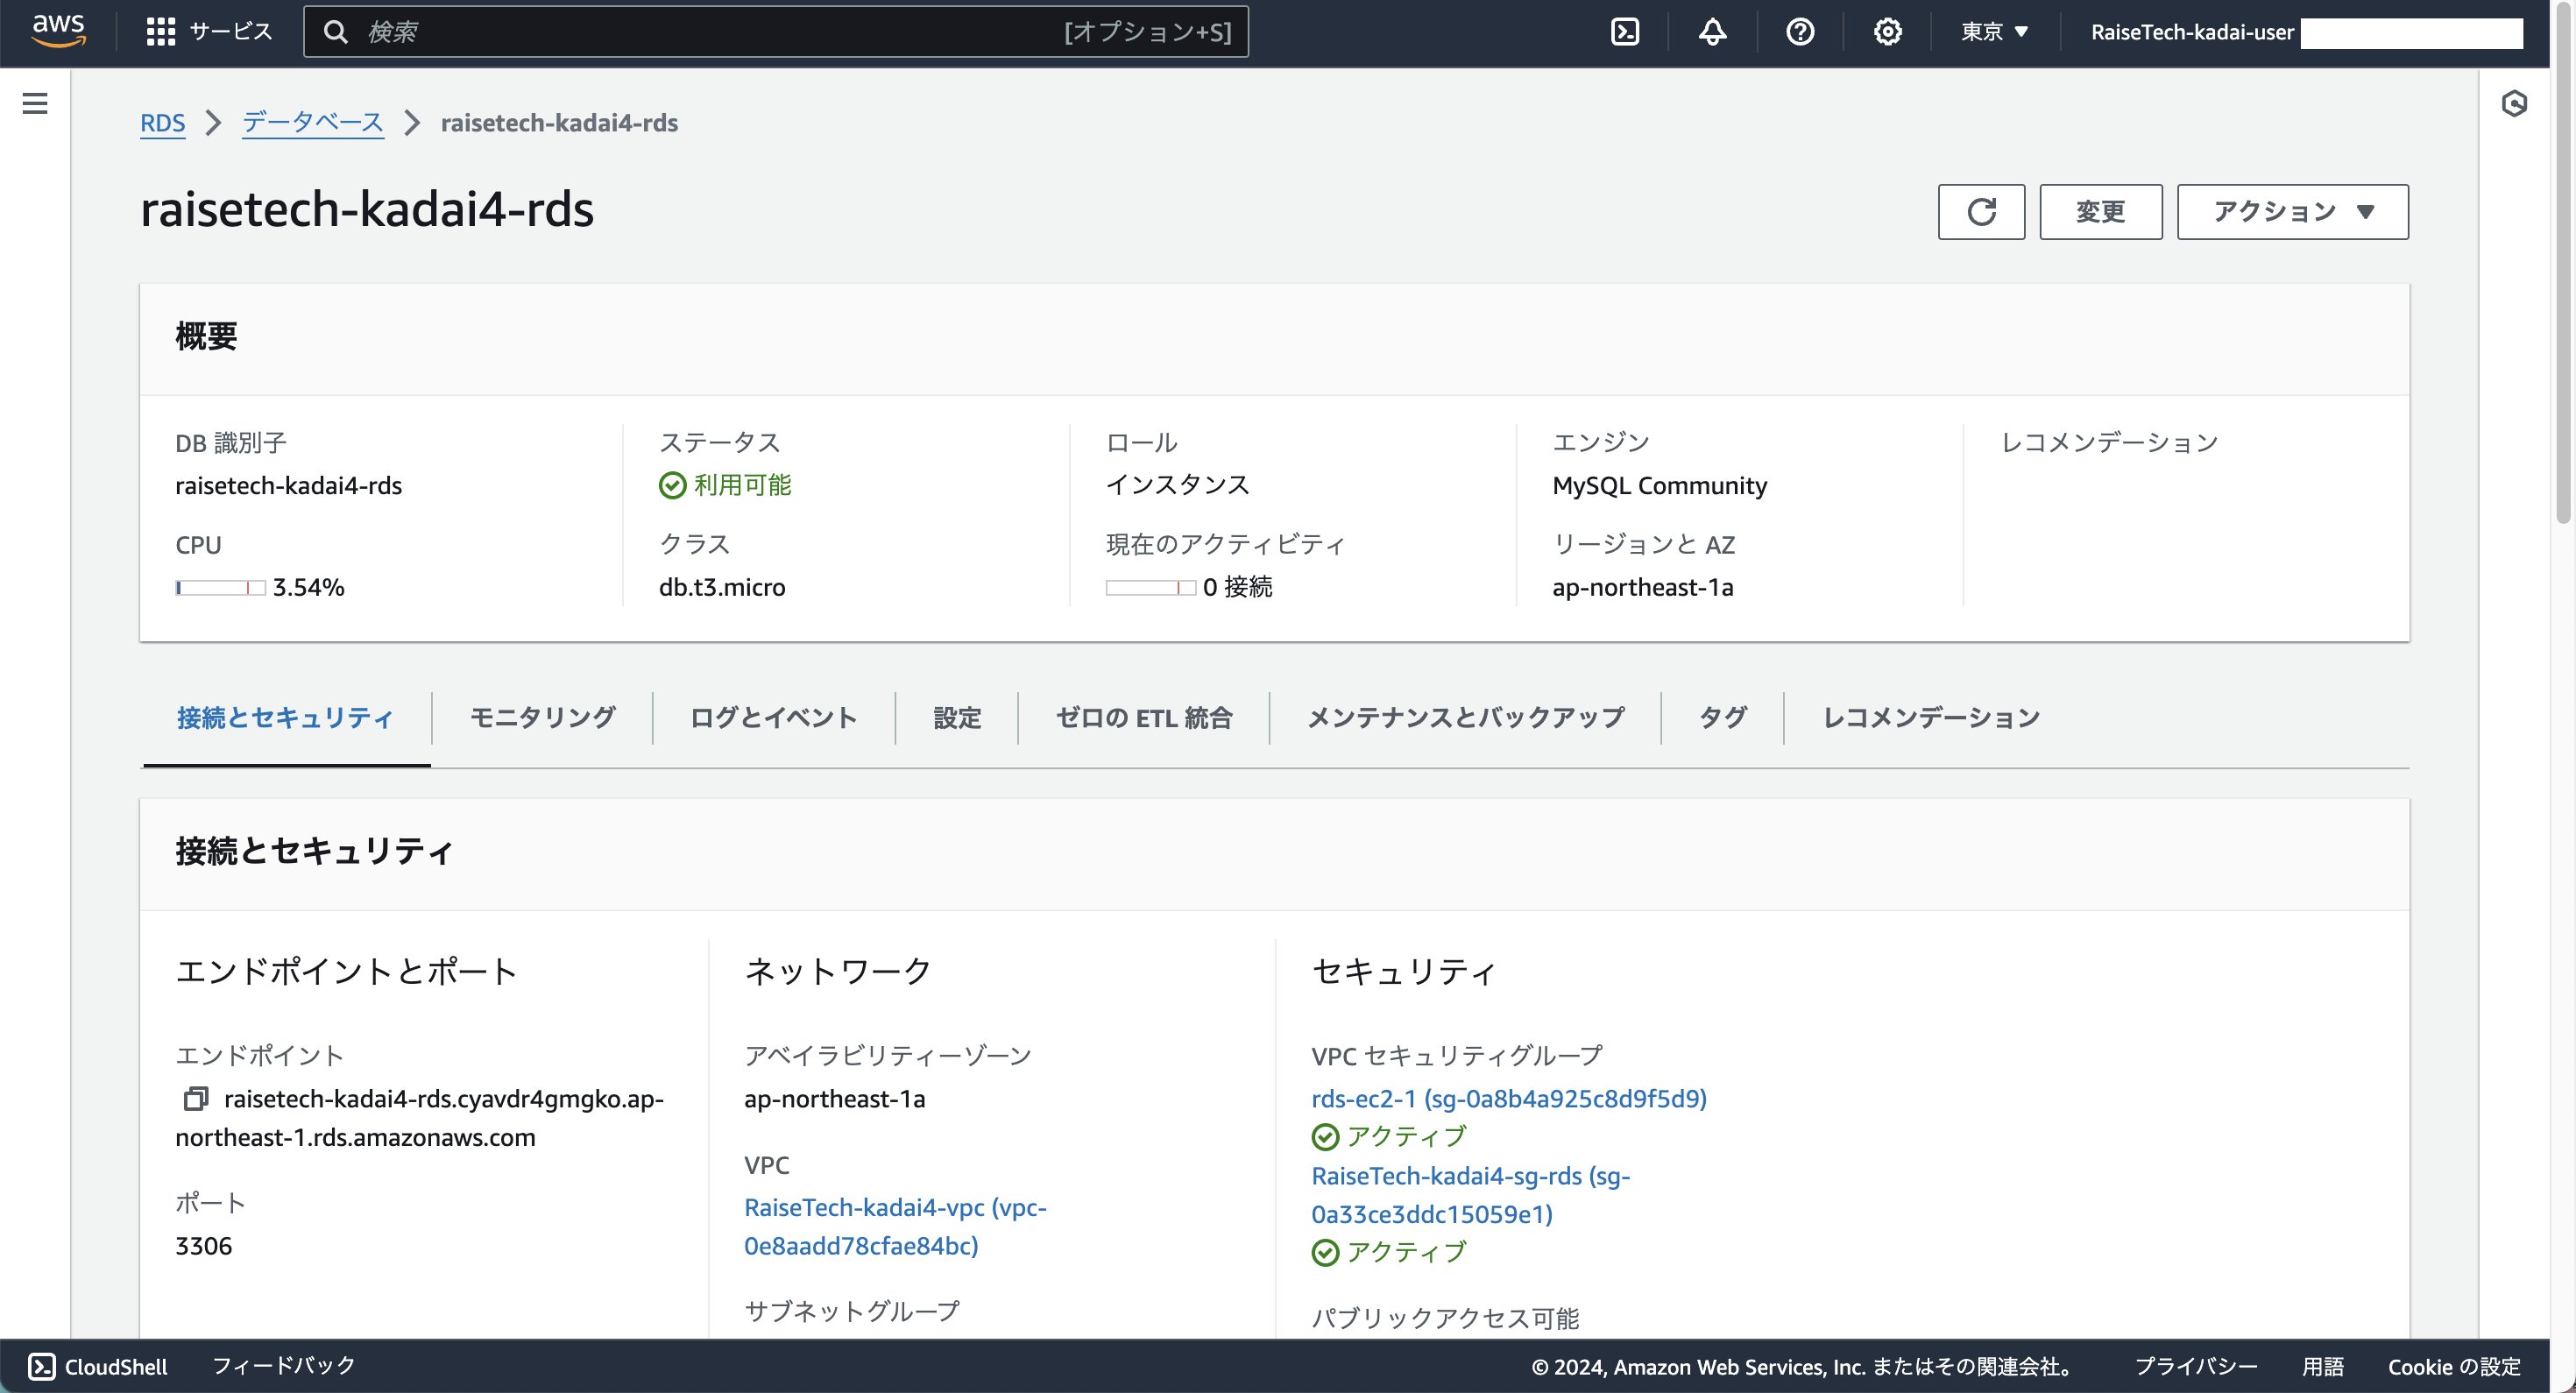 aws サービス 検索 [オプション+S] 東京 ▼ RaiseTech-kadai-user
RDS > データベース > raisetech-kadai4-rds
raisetech-kadai4-rds
変更 アクション ▼
概要
DB 識別子 ステータス ロール エンジン レコメンデーション
raisetech-kadai4-rds 利用可能 インスタンス MySQL Community
CPU クラス 現在のアクティビティ リージョンと AZ
3.54% db.t3.micro 0 接続 ap-northeast-1a
接続とセキュリティ モニタリング ログとイベント 設定 ゼロの ETL 統合 メンテナンスとバックアップ タグ レコメンデーション
接続とセキュリティ
エンドポイントとポート
エンドポイント
raisetech-kadai4-rds.cyavdr4gmgko.ap-
northeast-1.rds.amazonaws.com
ポート
3306
ネットワーク
アベイラビリティーゾーン
ap-northeast-1a
VPC
RaiseTech-kadai4-vpc (vpc-
0e8aadd78cfae84bc)
サブネットグループ
セキュリティ
VPC セキュリティグループ
rds-ec2-1 (sg-0a8b4a925c8d9f5d9)
アクティブ
RaiseTech-kadai4-sg-rds (sg-
0a33ce3ddc15059e1)
アクティブ
パブリックアクセス可能
CloudShell フィードバック © 2024, Amazon Web Services, Inc. またはその関連会社。 プライバシー 用語 Cookie の設定